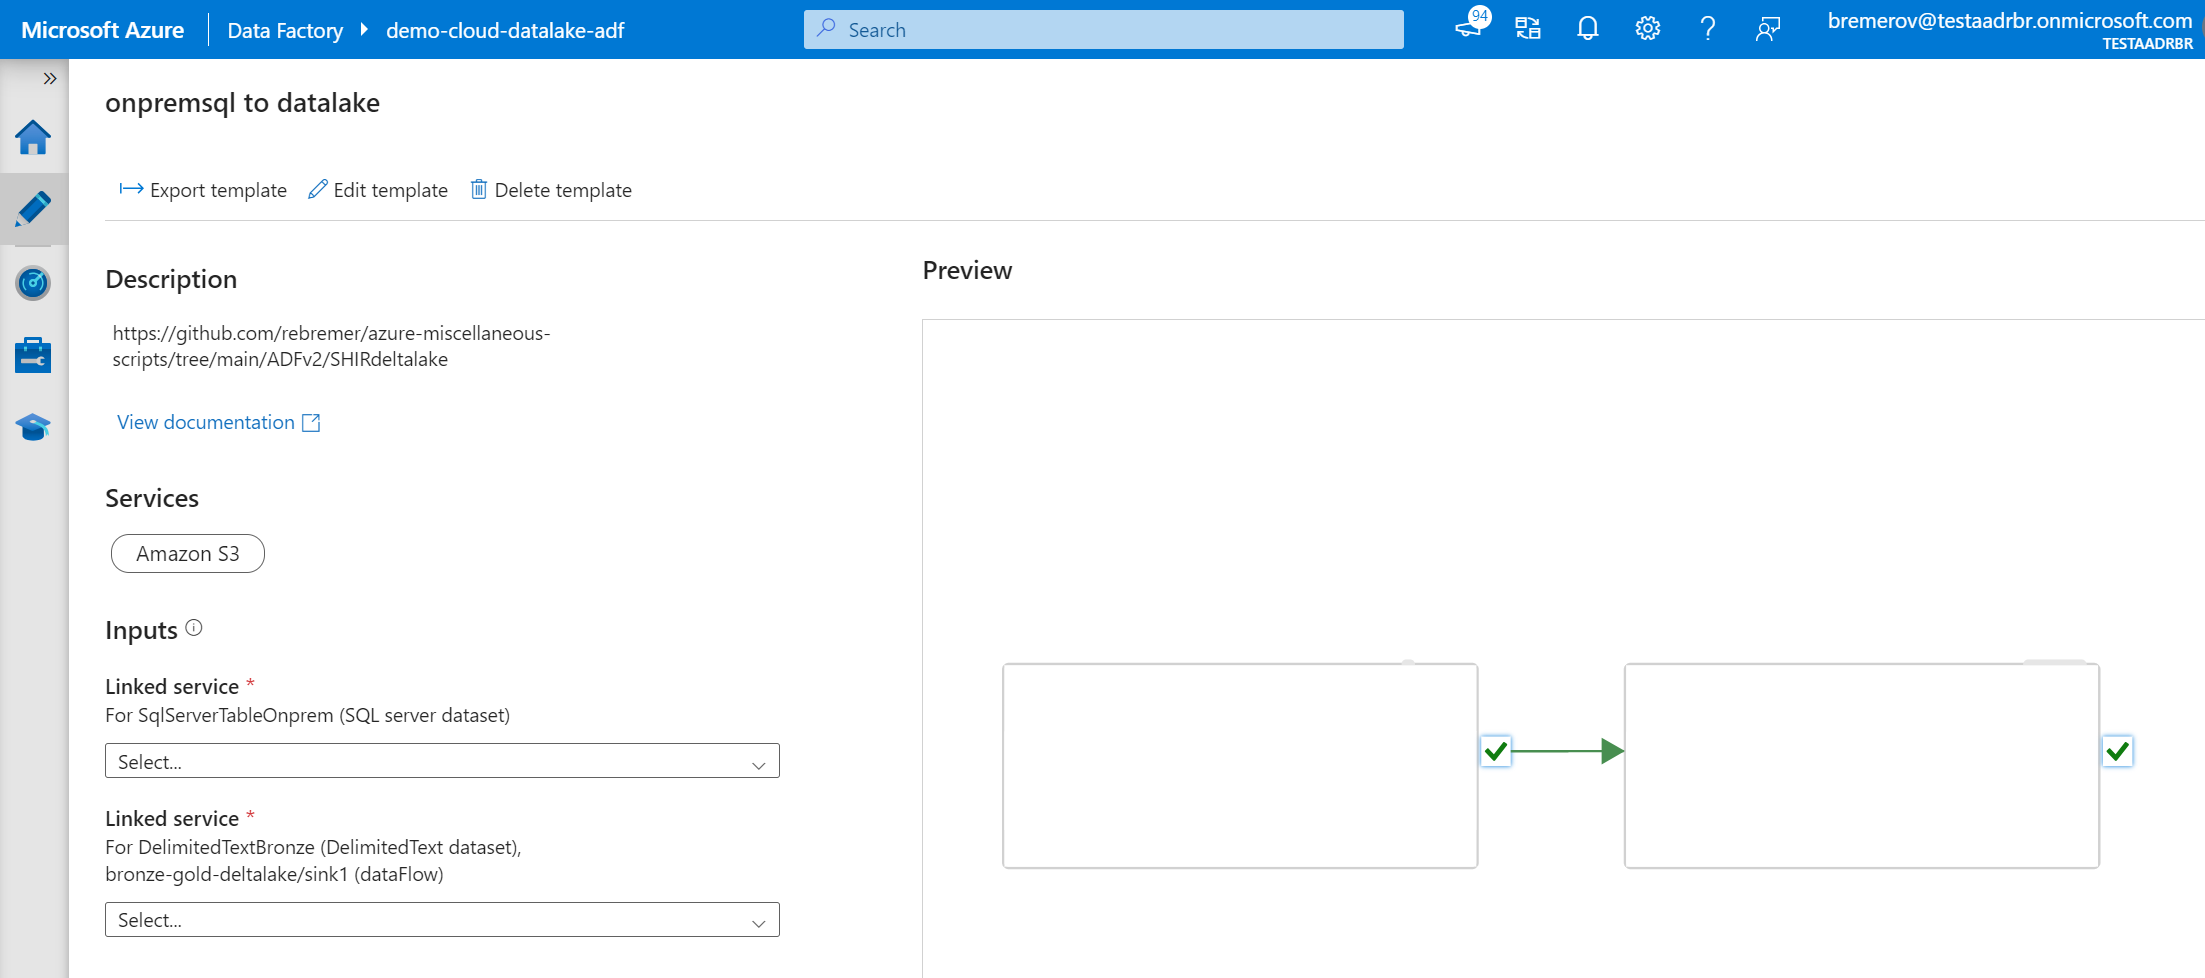 Microsoft Azure
Data Factory
demo-cloud-datalake-adf
Search
94
bremerov@testaadrbr.onmicrosoft.com
TESTAADRBR
onpremsql to datalake
Export template
Edit template
Delete template
Description
https://github.com/rebremer/azure-miscellaneous-
scripts/tree/main/ADFv2/SHIRdeltalake
View documentation
Services
Amazon S3
Inputs
Linked service *
For SqlServerTableOnprem (SQL server dataset)
Select...
Linked service *
For DelimitedTextBronze (DelimitedText dataset),
bronze-gold-deltalake/sink1 (dataFlow)
Select...
Preview